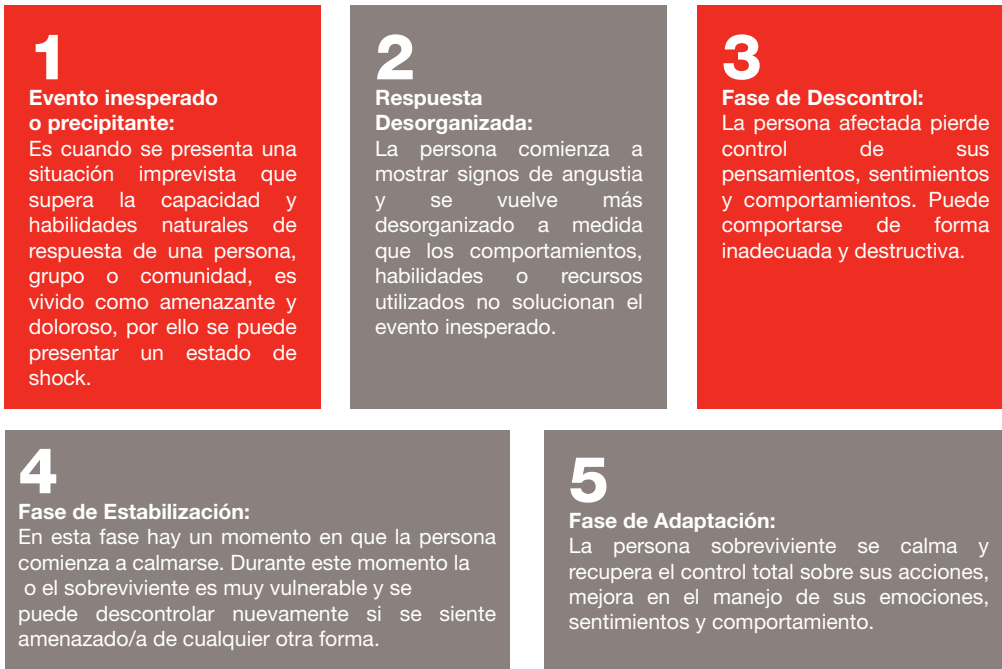 1
Evento inesperado
o precipitante:
Es cuando se presenta una
situación imprevista que
supera la capacidad y
habilidades naturales de
respuesta de una persona,
grupo o comunidad, es
vivido como amenazante y
doloroso, por ello se puede
presentar un estado de
shock.
2
Respuesta
Desorganizada:
La persona comienza a
mostrar signos de angustia
y se vuelve más
desorganizado a medida
que los comportamientos,
habilidades o recursos
utilizados no solucionan el
evento inesperado.
3
Fase de Descontrol:
La persona afectada pierde
control de sus
pensamientos, sentimientos
y comportamientos. Puede
comportarse de forma
inadecuada y destructiva.
4
Fase de Estabilización:
En esta fase hay un momento en que la persona
comienza a calmarse. Durante este momento la
o el sobreviviente es muy vulnerable y se
puede descontrolar nuevamente si se siente
amenazado/a de cualquier otra forma.
5
Fase de Adaptación:
La persona sobreviviente se calma y
recupera el control total sobre sus acciones,
mejora en el manejo de sus emociones,
sentimientos y comportamiento.